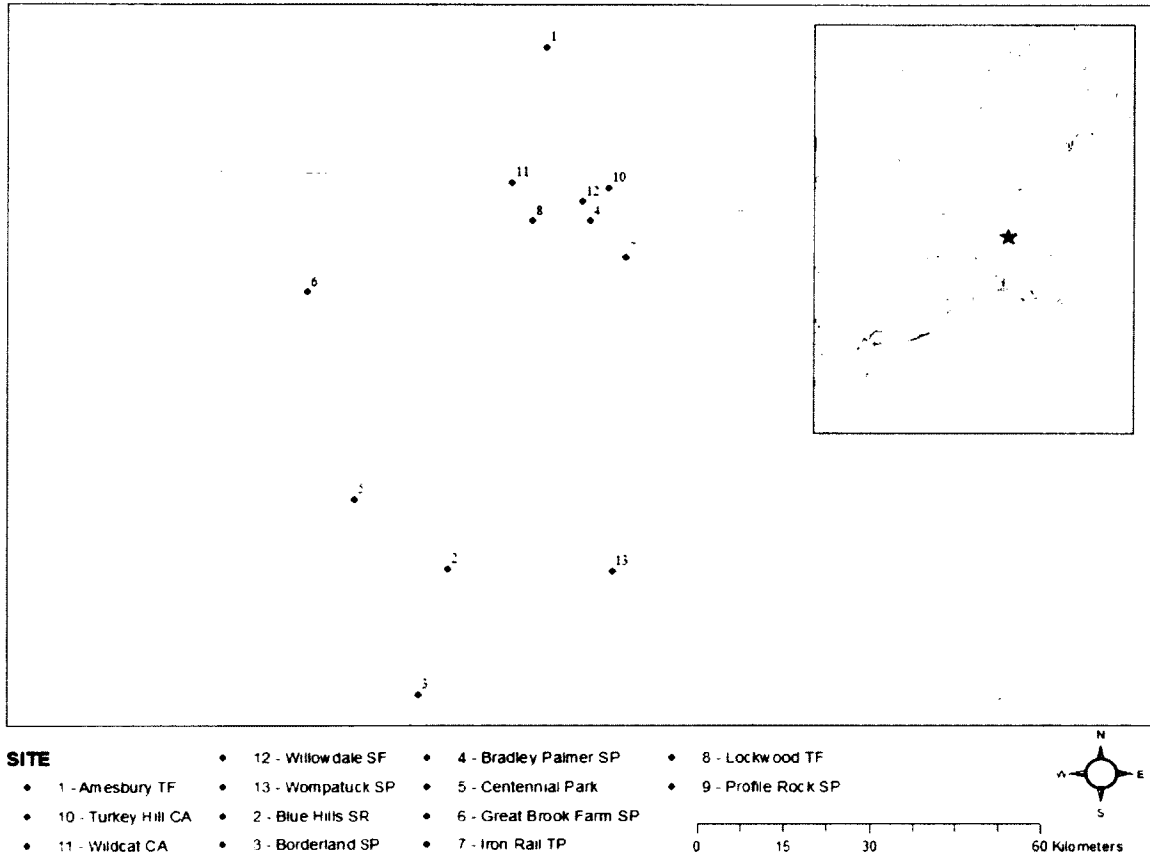 1
11
10
12
8
4
6
5
2
13
3
SITE
1 - Amesbury TF
10 - Turkey Hill CA
11 - Wildcat CA
12 - Willowdale SF
13 - Wompatuck SP
2 - Blue Hills SR
3 - Borderland SP
4 - Bradley Palmer SP
5 - Centennial Park
6 - Great Brook Farm SP
7 - Iron Rail TP
8 - Lockwood TF
9 - Profile Rock SP
N
W
E
S
0 15 30 60 Kilometers